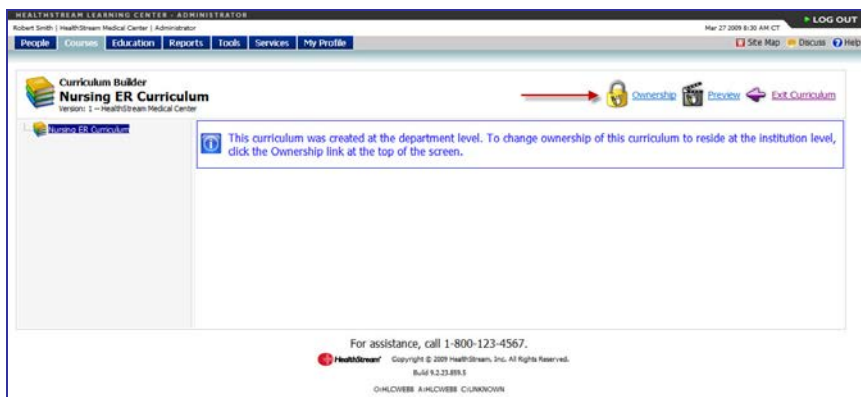 HEALTHSTREAM LEARNING CENTER - ADMINISTRATOR
LOG OUT
Robert Smith | HealthStream Medical Center | Administrator
Mar 27 2009 8:30 AM CT
People Courses Education Reports Tools Services My Profile
Site Map Discuss Help
Curriculum Builder
Nursing ER Curriculum
Version: 1 -- HealthStream Medical Center
Ownership Preview Exit Curriculum
Nursing ER Curriculum
This curriculum was created at the department level. To change ownership of this curriculum to reside at the institution level,
click the Ownership link at the top of the screen.
For assistance, call 1-800-123-4567.
HealthStream Copyright © 2009 HealthStream, Inc. All Rights Reserved.
O:HLCWEBB A:HLCWEBB C:UNKNOWN